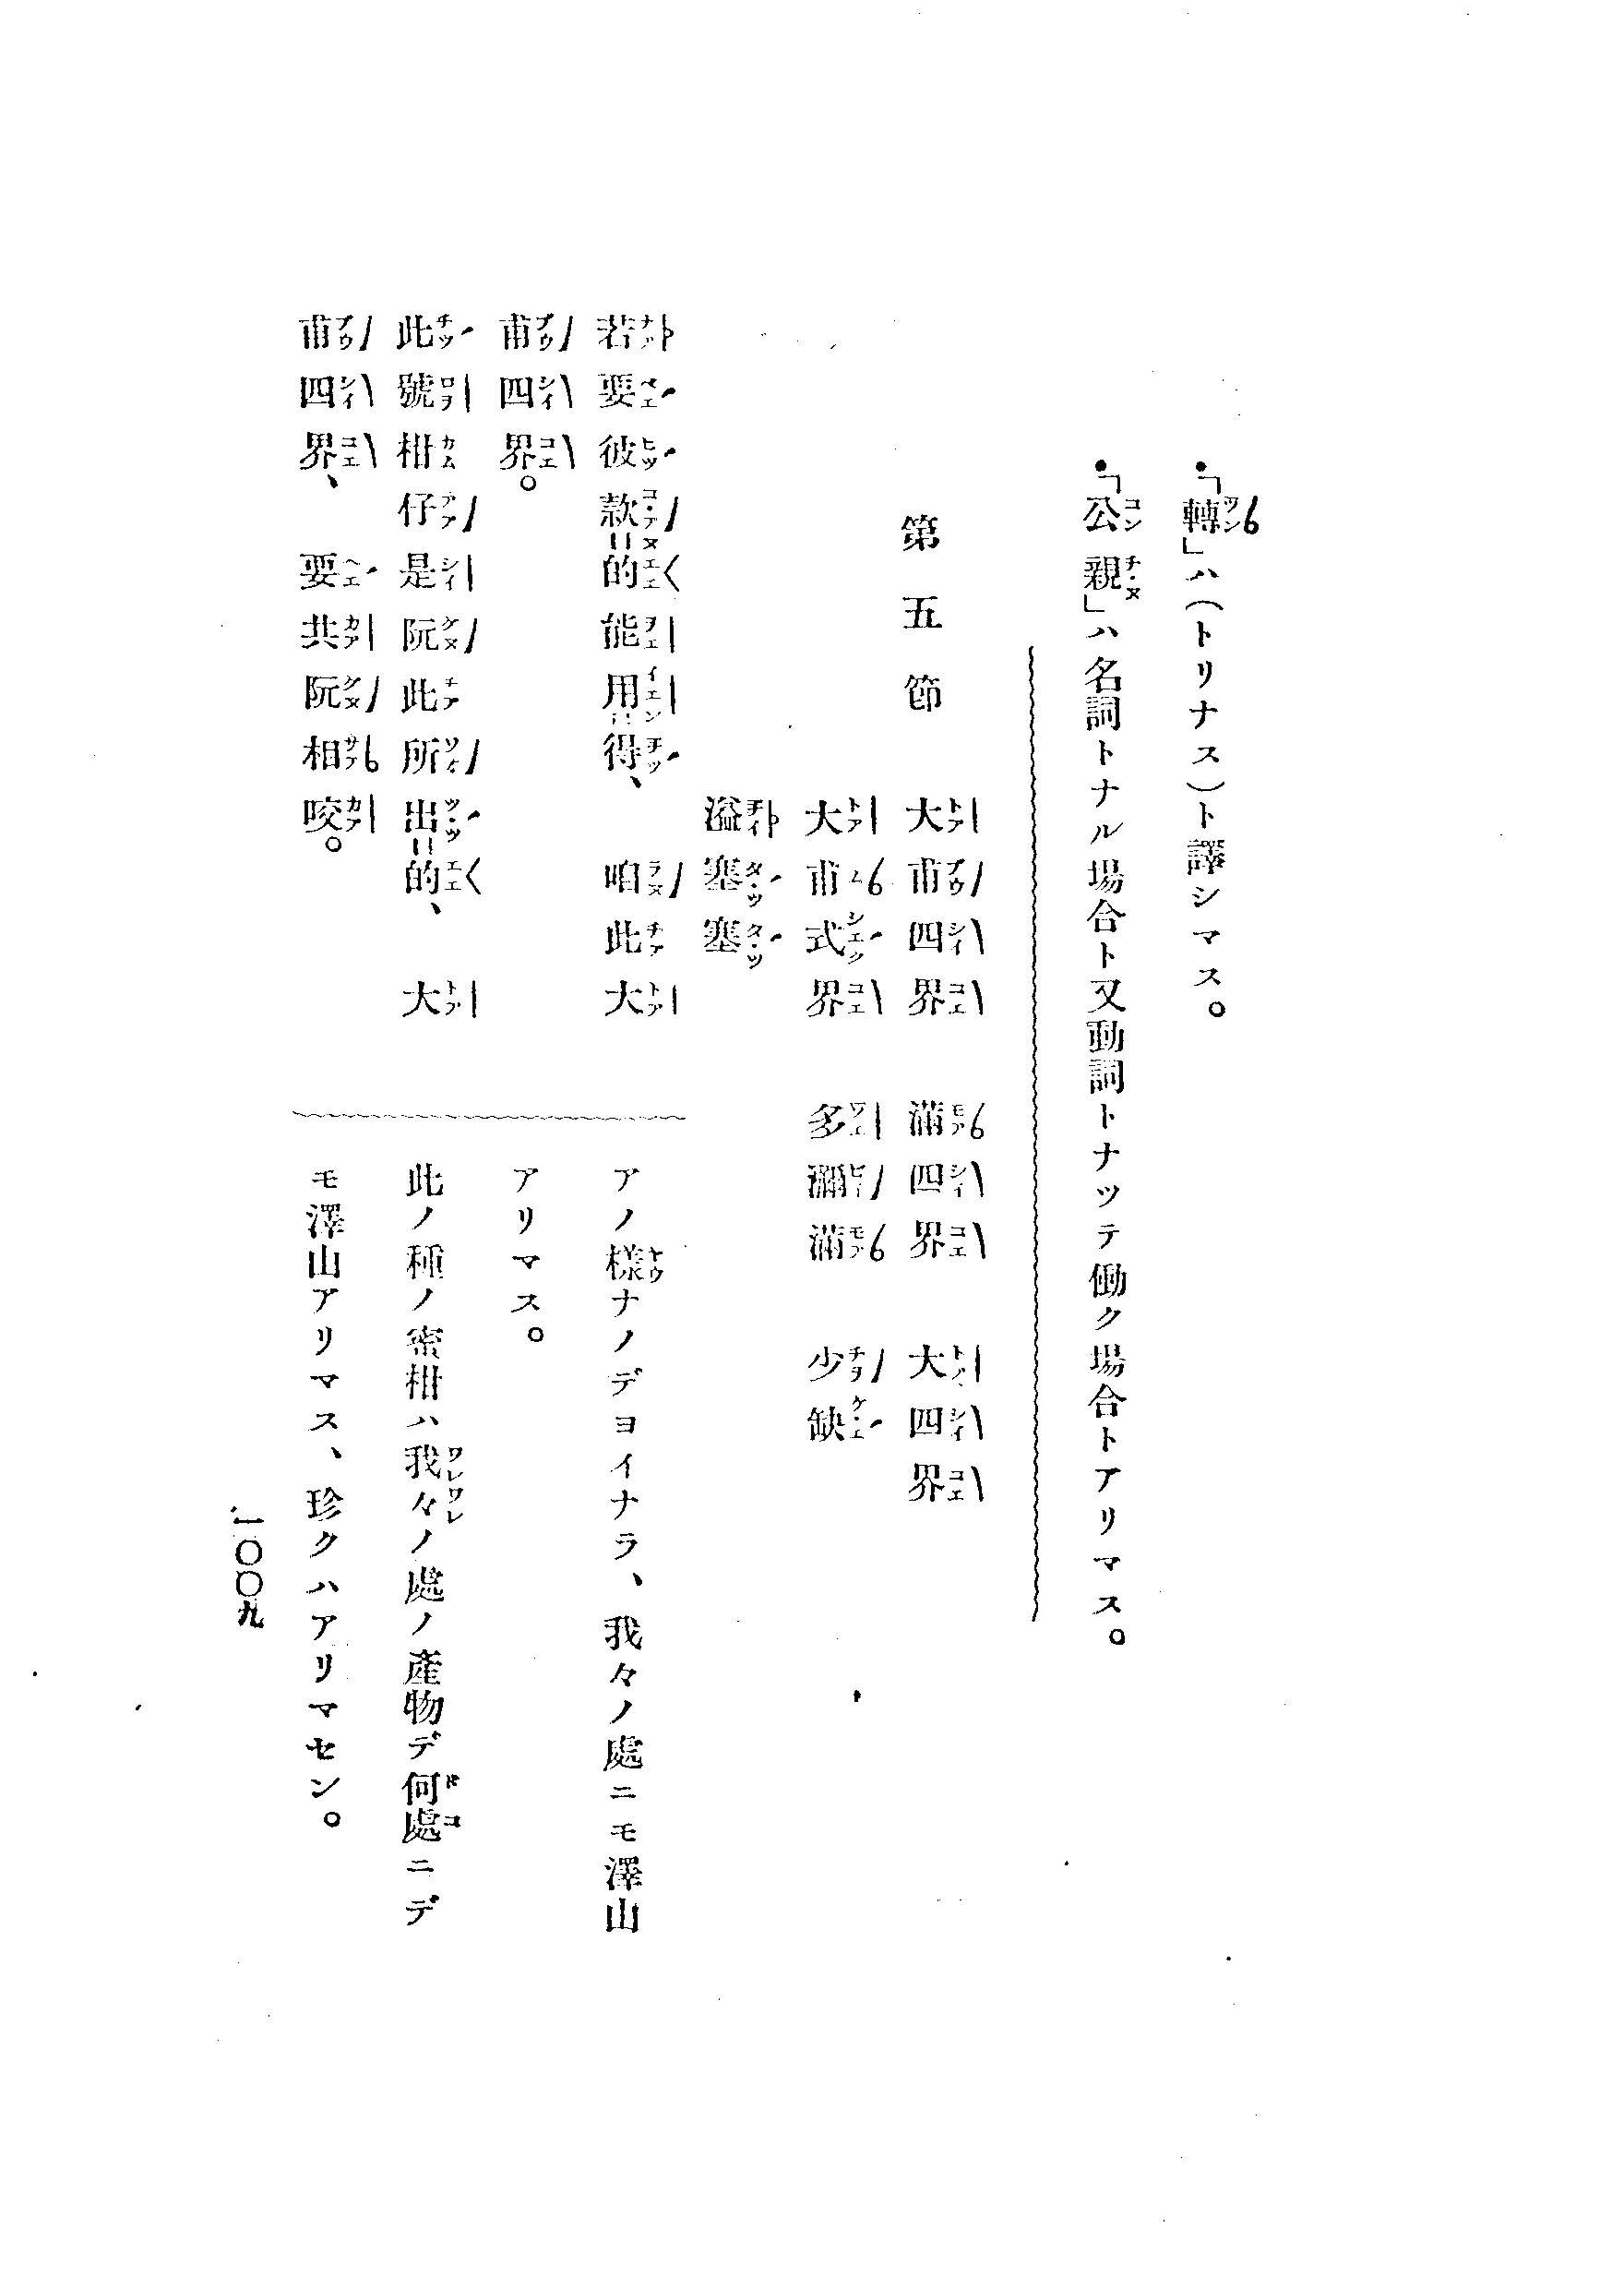 ●「轉」ハ（トリナス）ト譯シマス。
●「公親」ハ名詞トナル場合ト又動詞トナツテ働ク場合トアリマス。
第五節 大甫四界 滿四界 大四界
大甫式界 多瀰滿 少缺
溢塞塞
若要彼款的能用得、 咱此大
甫四界。
此號柑仔是阮此所出的、 大
甫四界、 要共阮相咬。
アノ樣ナノデヨイナラ、我々ノ處ニモ澤山
アリマス。
此ノ種ノ蜜柑ハ我々ノ處ノ產物デ何處ニデ
モ澤山アリマス、珍クハアリマセン。
一〇〇九